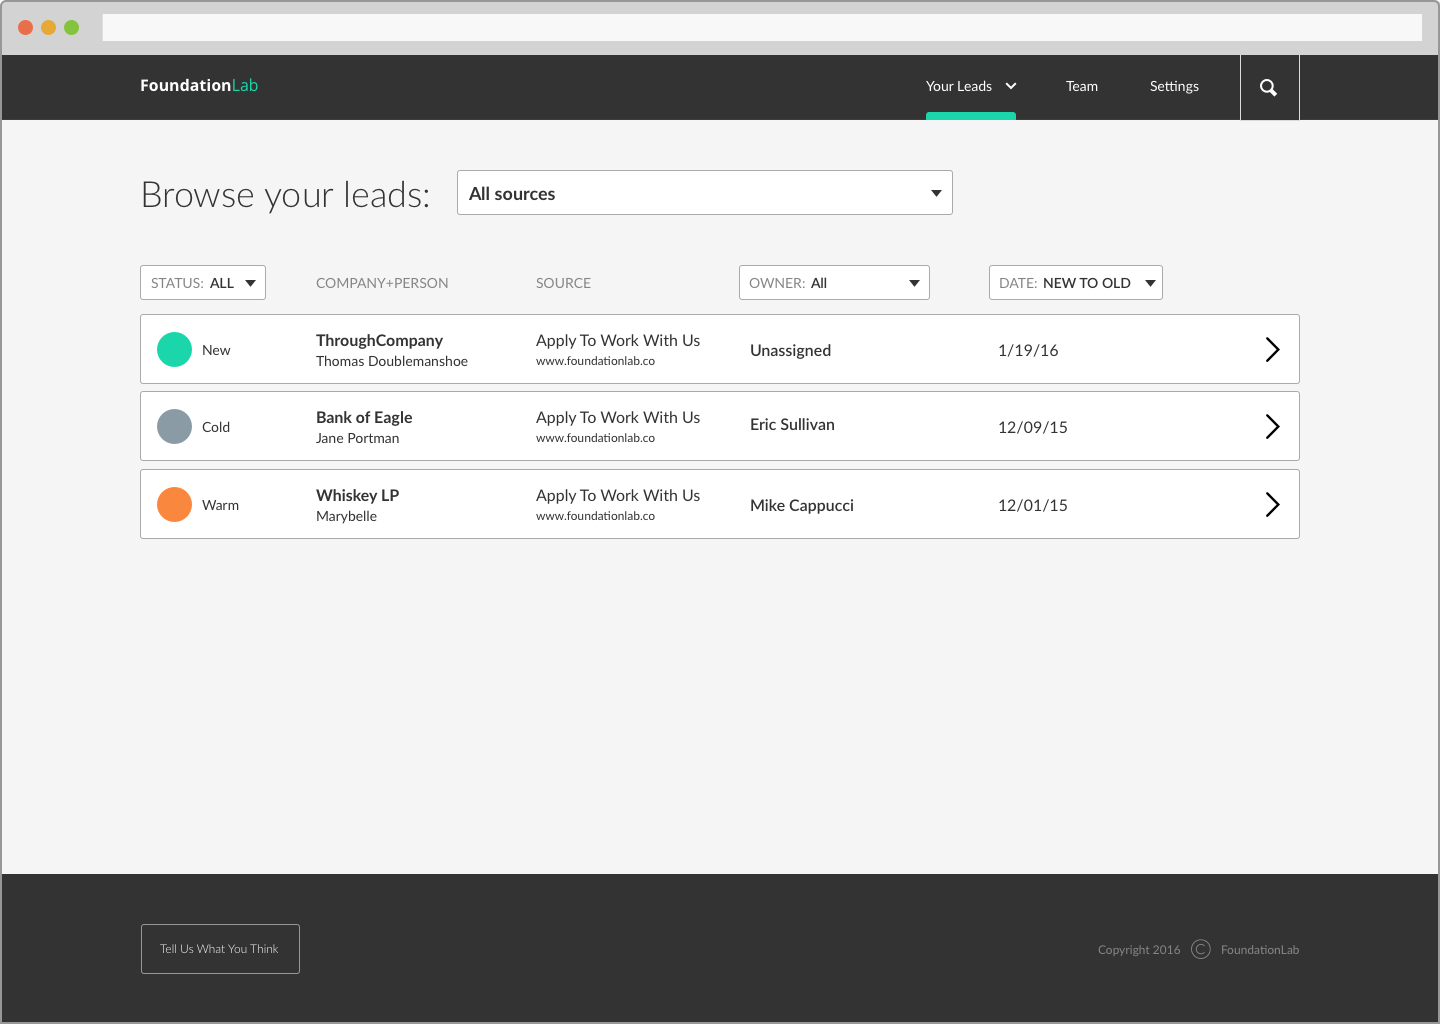 FoundationLab
Your Leads
Team
Settings
Browse your leads:
All sources
STATUS: ALL
COMPANY+PERSON
SOURCE
OWNER: All
DATE: NEW TO OLD
New
ThroughCompany
Thomas Doublemanshoe
Apply To Work With Us
www.foundationlab.co
Unassigned
1/19/16
Cold
Bank of Eagle
Jane Portman
Apply To Work With Us
www.foundationlab.co
Eric Sullivan
12/09/15
Warm
Whiskey LP
Marybelle
Apply To Work With Us
www.foundationlab.co
Mike Cappucci
12/01/15
Tell Us What You Think
Copyright 2016 © FoundationLab